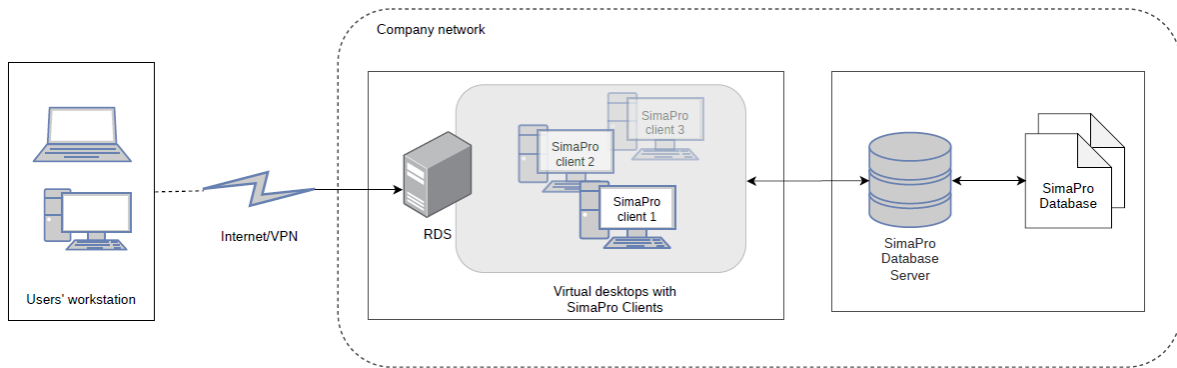 Company network
SimaPro
client 3
SimaPro
client 2
SimaPro
client 1
SimaPro
Database
Internet/VPN
RDS
SimaPro
Database
Server
Users' workstation
Virtual desktops with
SimaPro Clients